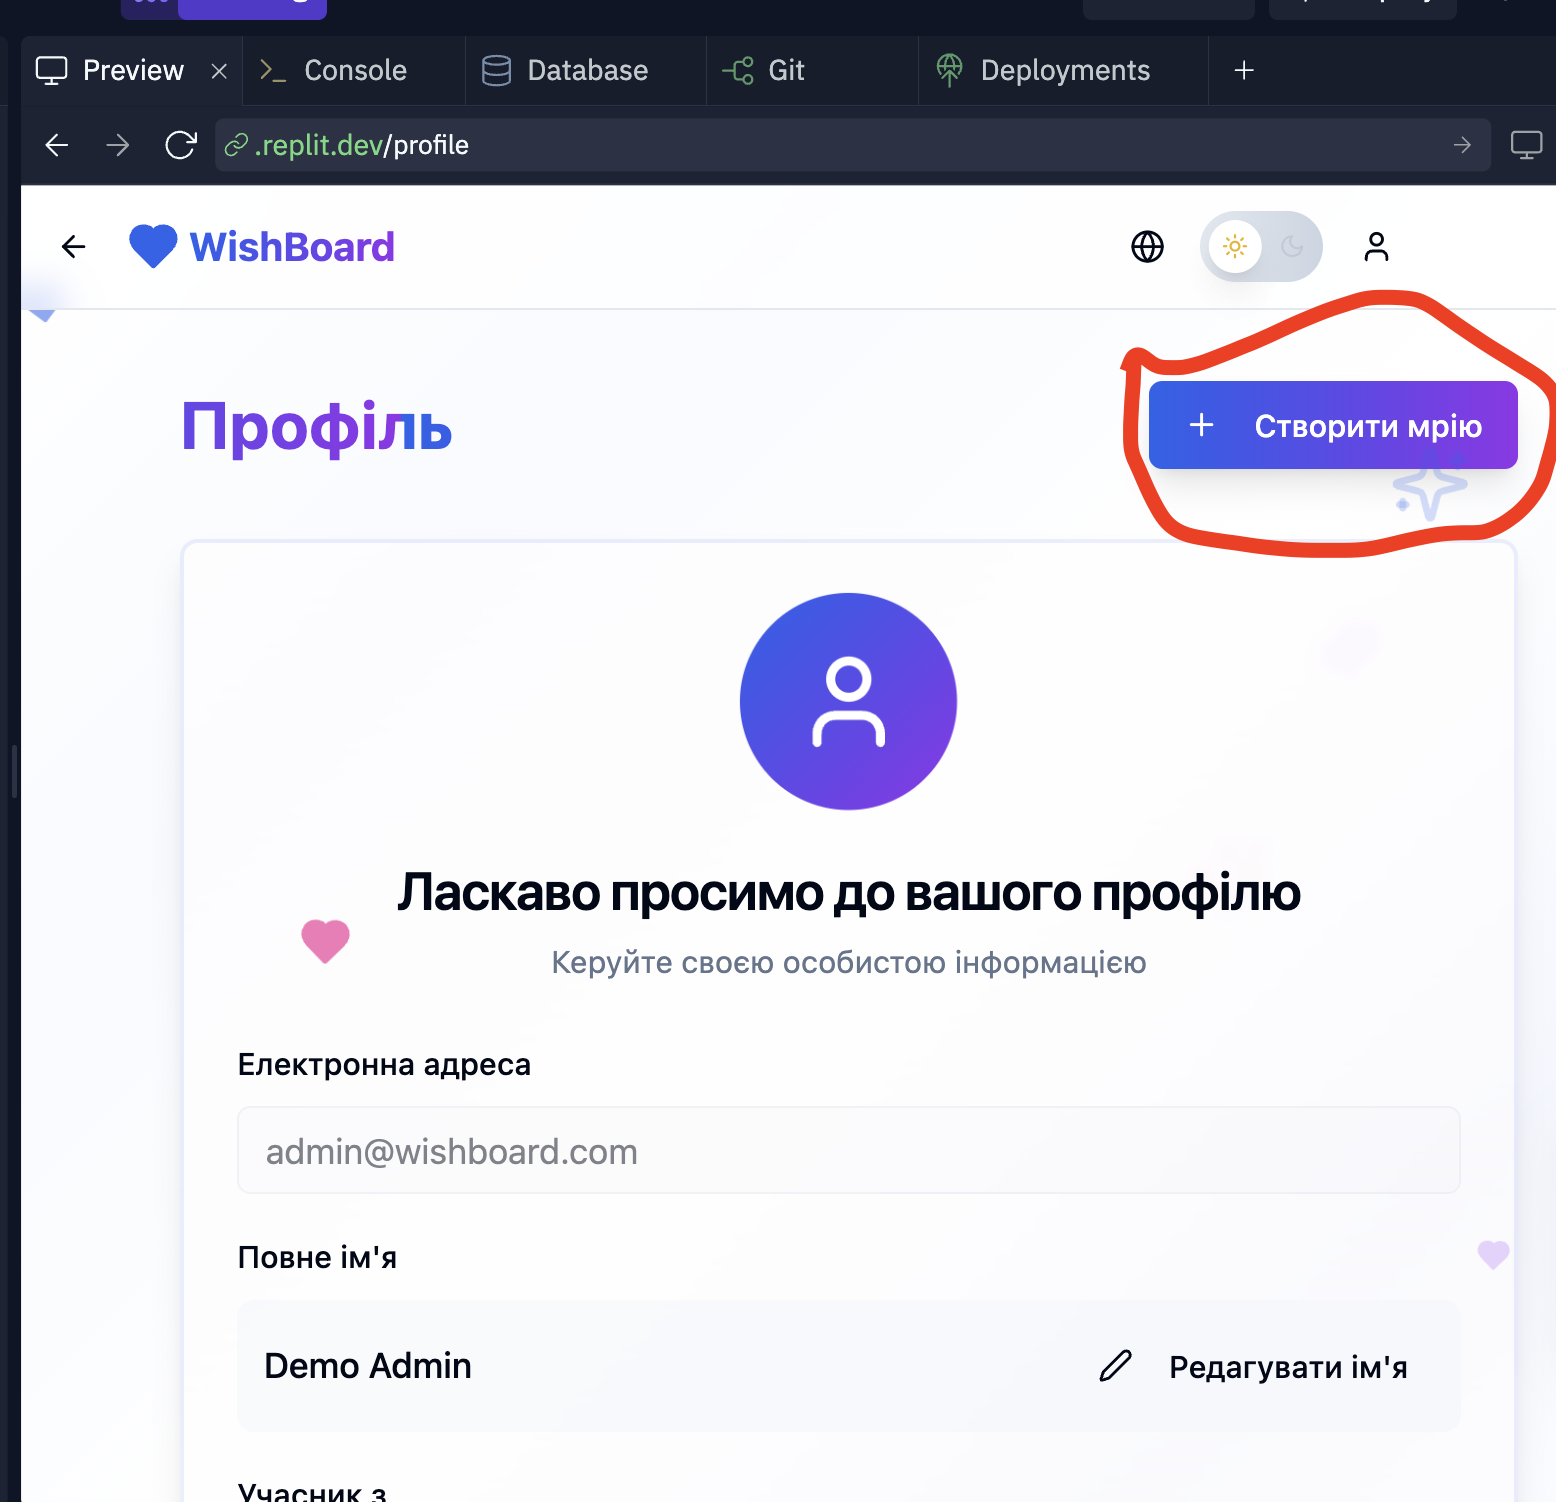 Preview
Console
Database
Git
Deployments
.replit.dev/profile
WishBoard
Профіль
Створити мрію
Ласкаво просимо до вашого профілю
Керуйте своєю особистою інформацією
Електронна адреса
admin@wishboard.com
Повне ім'я
Demo Admin
Редагувати ім'я
Учасник з